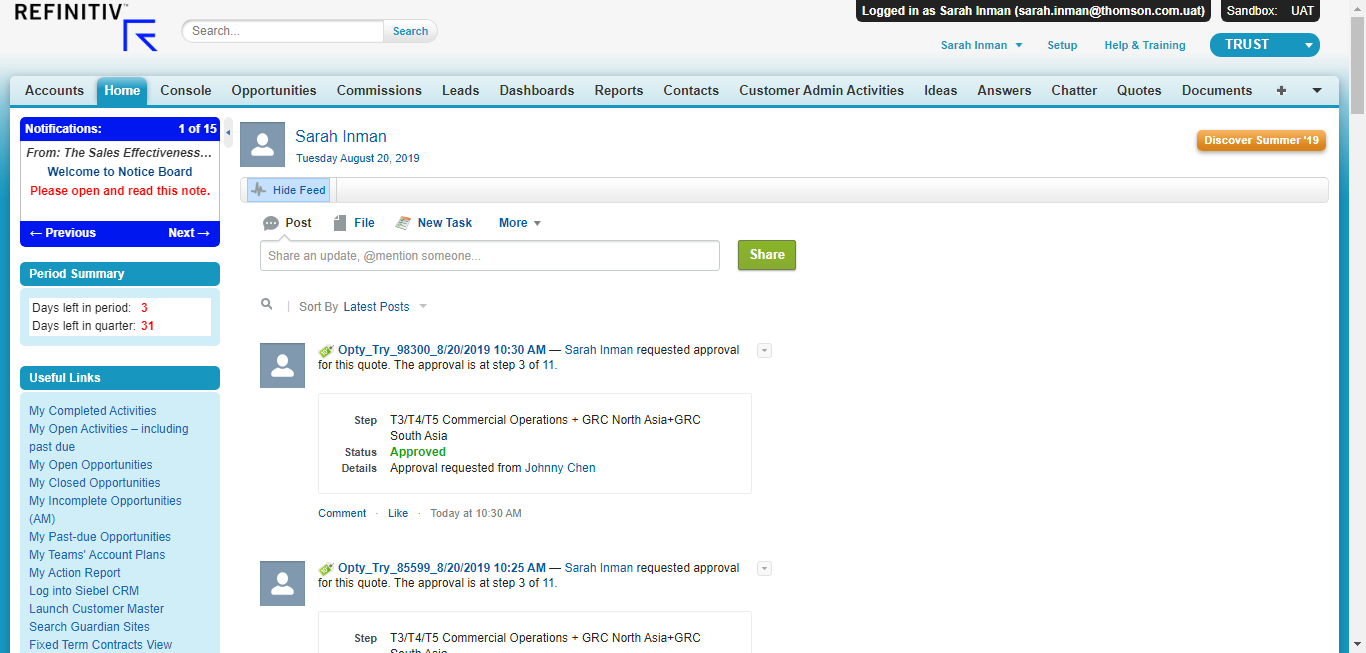 REFINITIV
Search...
Search
Logged in as Sarah Inman (sarah.inman@thomson.com.uat)
Sandbox: UAT
Sarah Inman
Setup
Help & Training
TRUST
Accounts Home Console Opportunities Commissions Leads Dashboards Reports Contacts Customer Admin Activities Ideas Answers Chatter Quotes Documents +
Notifications: 1 of 15
From: The Sales Effectiveness...
Welcome to Notice Board
Please open and read this note.
← Previous Next →
Period Summary
Days left in period: 3
Days left in quarter: 31
Useful Links
My Completed Activities
My Open Activities – including
past due
My Open Opportunities
My Closed Opportunities
My Incomplete Opportunities
(AM)
My Past-due Opportunities
My Teams' Account Plans
My Action Report
Log into Siebel CRM
Launch Customer Master
Search Guardian Sites
Fixed Term Contracts View
Sarah Inman
Tuesday August 20, 2019
Discover Summer '19
Hide Feed
Post File New Task More
Share an update, @mention someone...
Share
Sort By Latest Posts
Opty_Try_98300_8/20/2019 10:30 AM — Sarah Inman requested approval
for this quote. The approval is at step 3 of 11.
Step T3/T4/T5 Commercial Operations + GRC North Asia+GRC
South Asia
Status Approved
Details Approval requested from Johnny Chen
Comment · Like · Today at 10:30 AM
Opty_Try_85599_8/20/2019 10:25 AM — Sarah Inman requested approval
for this quote. The approval is at step 3 of 11.
Step T3/T4/T5 Commercial Operations + GRC North Asia+GRC
South Asia